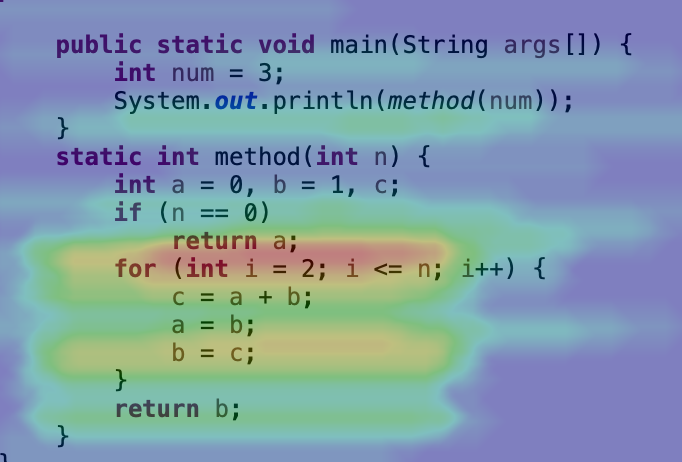 public static void main(String args[]) {
int num = 3;
System.out.println(method(num));
}
static int method(int n) {
int a = 0, b = 1, c;
if (n == 0)
return a;
for (int i = 2; i <= n; i++) {
c = a + b;
a = b;
b = c;
}
return b;
}
}